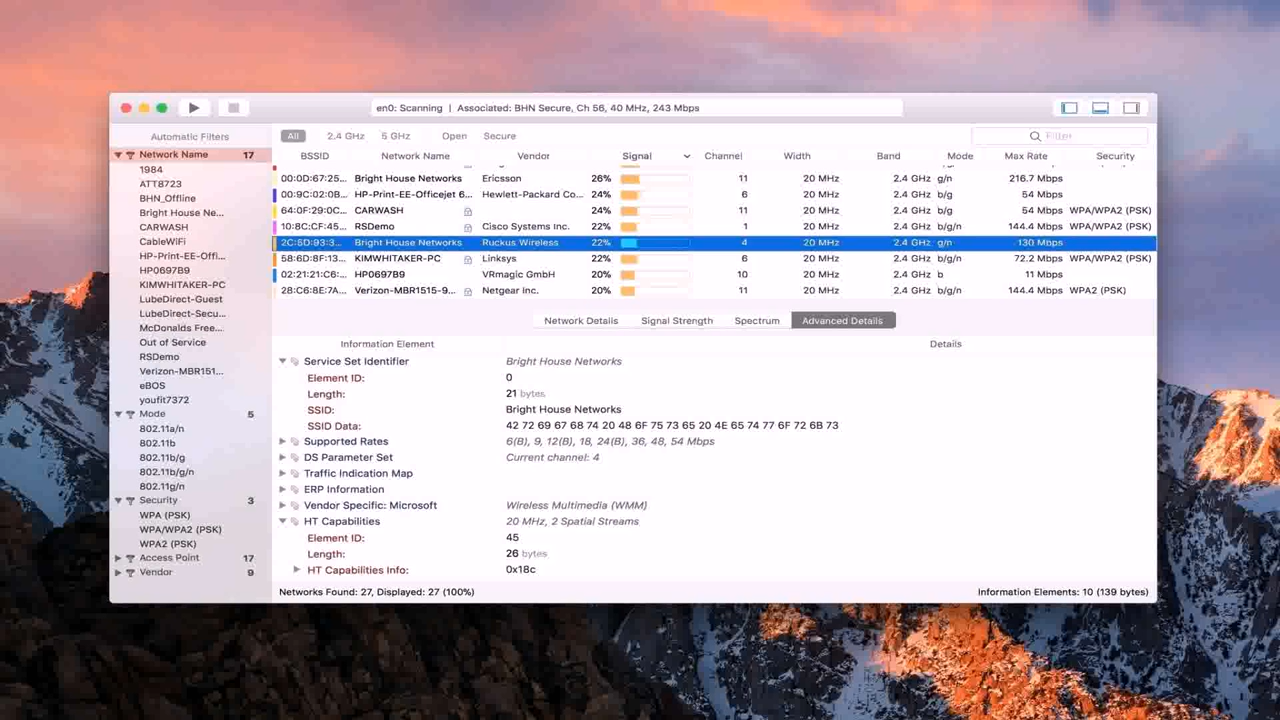 en0: Scanning | Associated: BHN Secure, Ch 56, 40 MHz, 243 Mbps
Automatic Filters
Network Name 17
1984
ATT8723
BHN_Offline
Bright House Ne...
CARWASH
CableWiFi
HP-Print-EE-Offi...
HP0697B9
KIMWHITAKER-PC
LubeDirect-Guest
LubeDirect-Secu...
McDonalds Free...
Out of Service
RSDemo
Verizon-MBR151...
eBOS
youfit7372
Mode 5
802.11a/n
802.11b
802.11b/g
802.11b/g/n
802.11g/n
Security 3
WPA (PSK)
WPA/WPA2 (PSK)
WPA2 (PSK)
Access Point 17
Vendor 9
All 2.4 GHz 5 GHz Open Secure Filter
BSSID Network Name Vendor Signal Channel Width Band Mode Max Rate Security
00:0D:67:25... Bright House Networks Ericsson 26% 11 20 MHz 2.4 GHz g/n 216.7 Mbps
00:9C:02:0B... HP-Print-EE-Officejet 6... Hewlett-Packard Co... 24% 6 20 MHz 2.4 GHz b/g 54 Mbps
64:0F:29:0C... CARWASH 24% 11 20 MHz 2.4 GHz b/g 54 Mbps WPA/WPA2 (PSK)
10:8C:CF:45... RSDemo Cisco Systems Inc. 22% 1 20 MHz 2.4 GHz b/g/n 144.4 Mbps WPA/WPA2 (PSK)
2C:5D:93:3... Bright House Networks Ruckus Wireless 22% 4 20 MHz 2.4 GHz g/n 130 Mbps
58:6D:8F:13... KIMWHITAKER-PC Linksys 22% 6 20 MHz 2.4 GHz b/g/n 72.2 Mbps WPA/WPA2 (PSK)
02:21:21:C6:... HP0697B9 VRmagic GmbH 20% 10 20 MHz 2.4 GHz b 11 Mbps
28:C6:8E:7A... Verizon-MBR1515-9... Netgear Inc. 20% 11 20 MHz 2.4 GHz b/g/n 144.4 Mbps WPA2 (PSK)
Network Details Signal Strength Spectrum Advanced Details
Information Element Details
Service Set Identifier Bright House Networks
Element ID: 0
Length: 21 bytes
SSID: Bright House Networks
SSID Data: 42 72 69 67 68 74 20 48 6F 75 73 65 20 4E 65 74 77 6F 72 6B 73
Supported Rates 6(B), 9, 12(B), 18, 24(B), 36, 48, 54 Mbps
DS Parameter Set Current channel: 4
Traffic Indication Map
ERP Information
Vendor Specific: Microsoft Wireless Multimedia (WMM)
HT Capabilities 20 MHz, 2 Spatial Streams
Element ID: 45
Length: 26 bytes
HT Capabilities Info: 0x18c
Networks Found: 27, Displayed: 27 (100%) Information Elements: 10 (139 bytes)